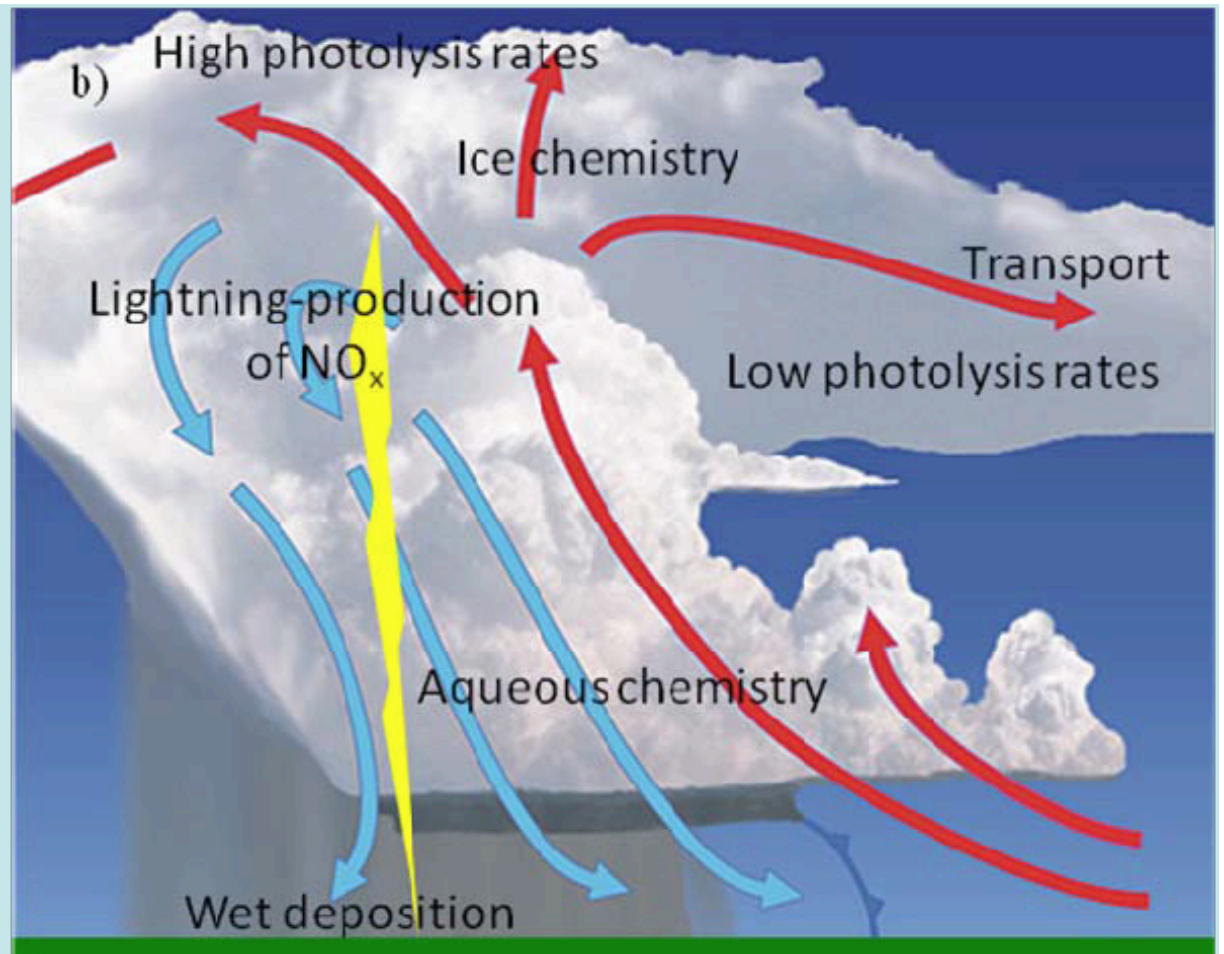 High photolysis rates
b)
Ice chemistry
Transport
Lightning-production
of NOₓ
Low photolysis rates
Aqueous chemistry
Wet deposition